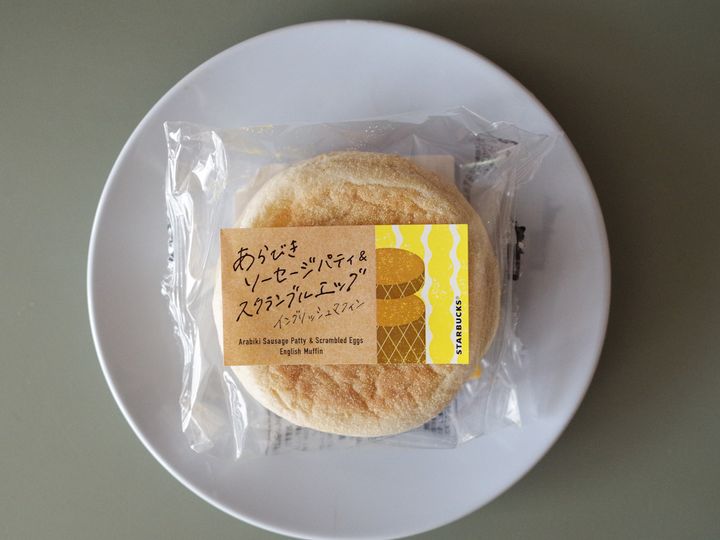 あらびき
ソーセージパティ&
スクランブルエッグ
イングリッシュマフィン
Arabiki Sausage Patty & Scrambled Eggs
English Muffin
STARBUCKS®